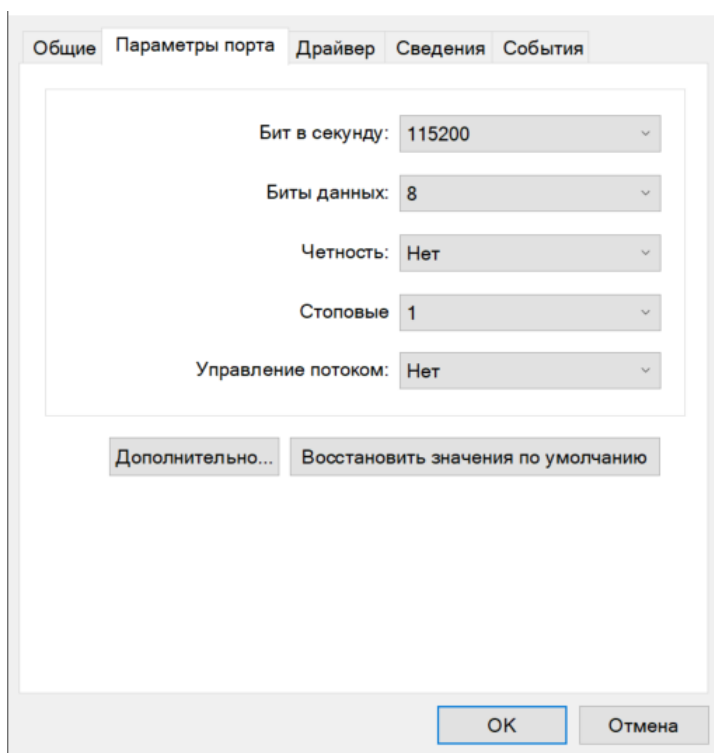 Общие Параметры порта Драйвер Сведения События
Бит в секунду: 115200
Биты данных: 8
Четность: Нет
Стоповые 1
Управление потоком: Нет
Дополнительно... Восстановить значения по умолчанию
OK Отмена